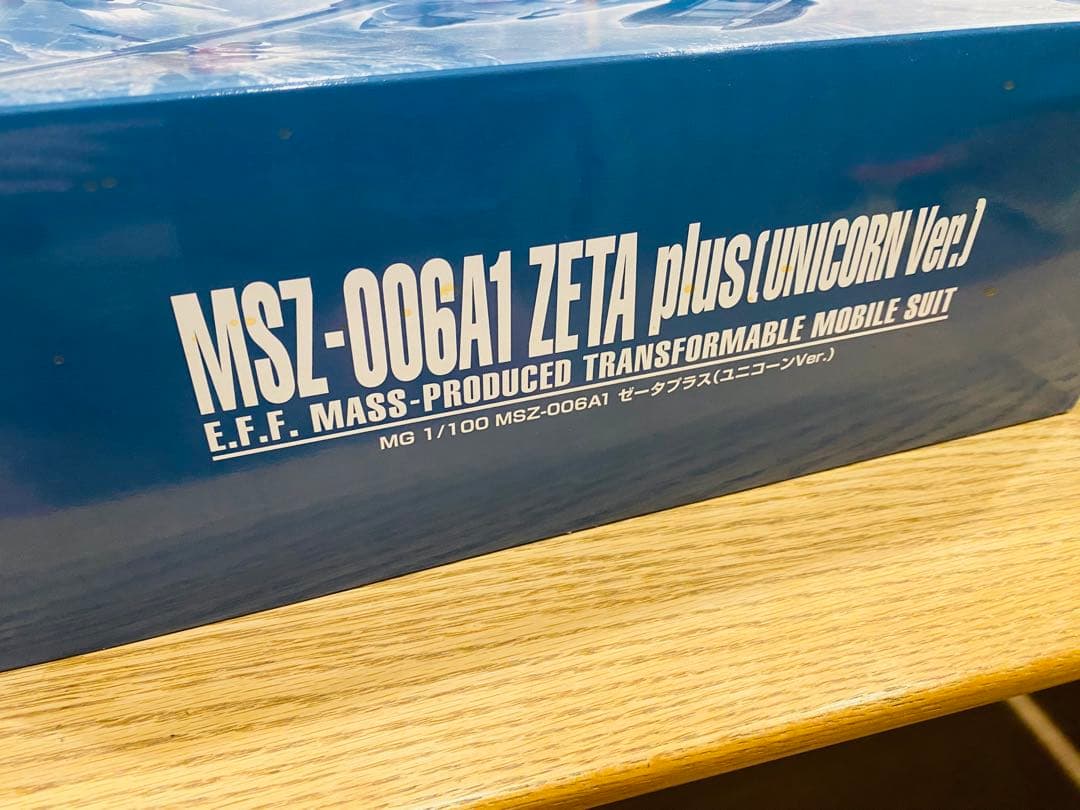 MSZ-006A1 ZETA plus(UNICORN Ver.)
E.F.F. MASS-PRODUCED TRANSFORMABLE MOBILE SUIT
MG 1/100 MSZ-006A1 ゼータプラス(ユニコーンVer.)